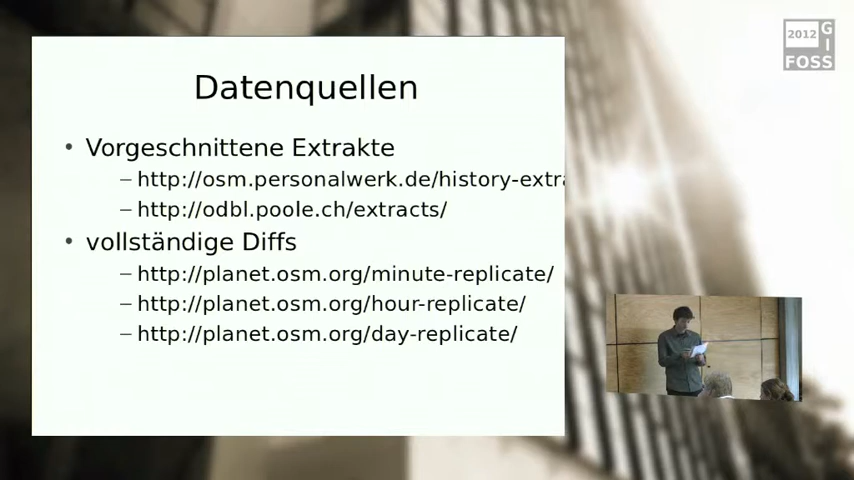 2012 G
I
FOSS
Datenquellen
• Vorgeschnittene Extrakte
– http://osm.personalwerk.de/history-extra
– http://odbl.poole.ch/extracts/
• vollständige Diffs
– http://planet.osm.org/minute-replicate/
– http://planet.osm.org/hour-replicate/
– http://planet.osm.org/day-replicate/